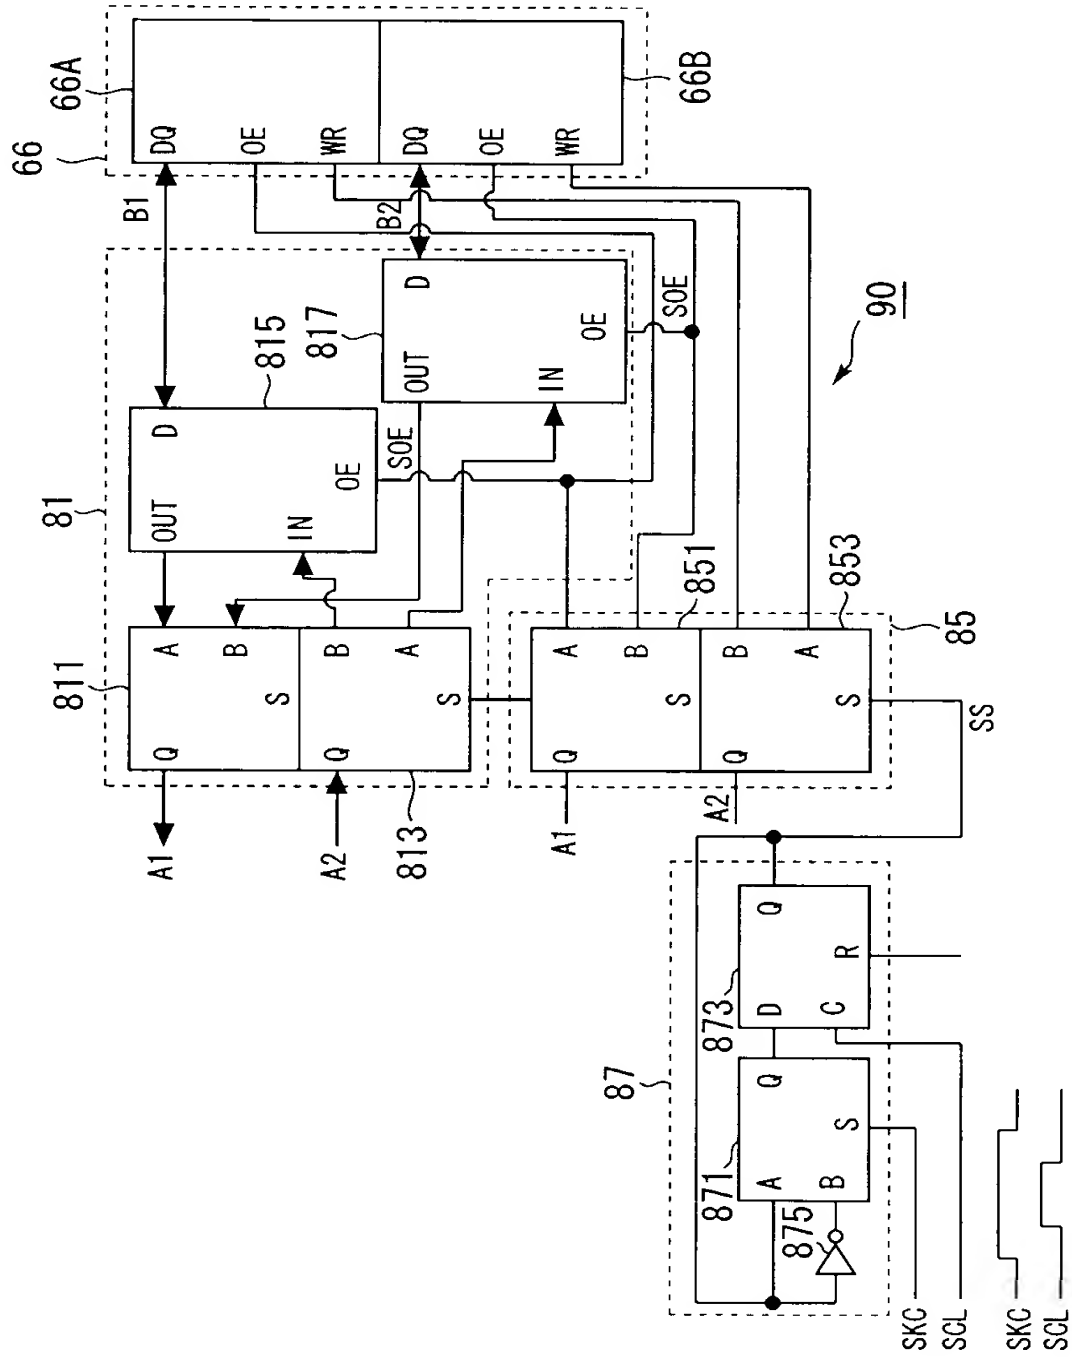 66
66A
66B
DQ
OE
WR
DQ
OE
WR
B1
B2
81
815
817
D
OUT
IN
OE
D
OUT
IN
OE
SOE
SOE
90
811
A
B
S
Q
B
A
S
Q
813
A1
A2
851
853
85
A
B
S
Q
B
A
S
Q
A1
A2
SS
87
873
Q
D
C
R
871
Q
A
B
S
875
SKC
SCL
SKC
SCL